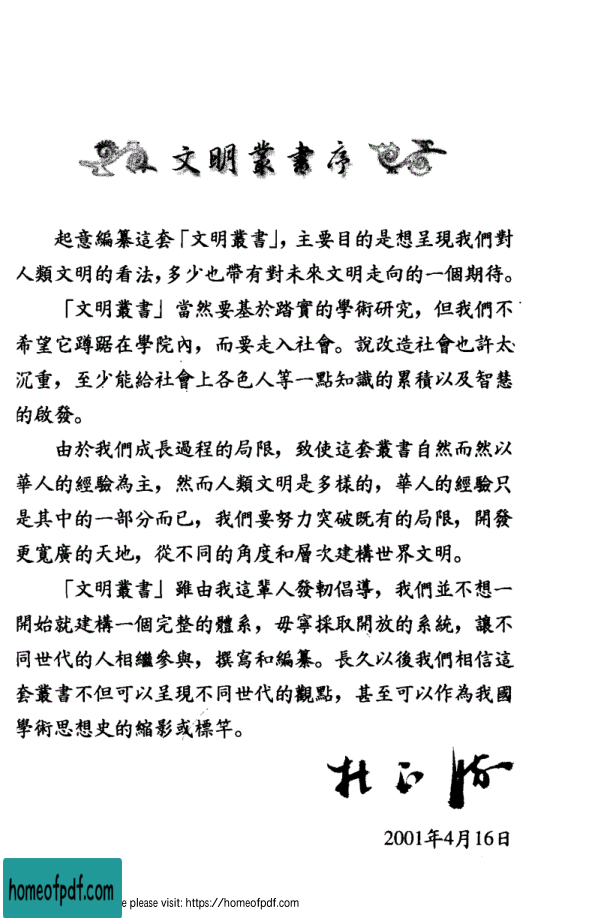 文明叢書序
起意編纂這套「文明叢書」，主要目的是想呈現我們對
人類文明的看法，多少也帶有對未來文明走向的一個期待。
「文明叢書」當然要基於踏實的學術研究，但我們不
希望它蹲踞在學院內，而要走入社會。說改造社會也許太
沉重，至少能給社會上各色人等一點知識的累積以及智慧
的啟發。
由於我們成長過程的局限，致使這套叢書自然而然以
華人的經驗為主，然而人類文明是多樣的，華人的經驗只
是其中的一部分而已，我們要努力突破既有的局限，開發
更寬廣的天地，從不同的角度和層次建構世界文明。
「文明叢書」雖由我這輩人發軔倡導，我們並不想一
開始就建構一個完整的體系，毋寧採取開放的系統，讓不
同世代的人相繼參與，撰寫和編纂。長久以後我們相信這
套叢書不但可以呈現不同世代的觀點，甚至可以作為我國
學術思想史的縮影或標竿。
杜正勝
2001年4月16日
homeofpdf.com
e please visit: https://homeofpdf.com